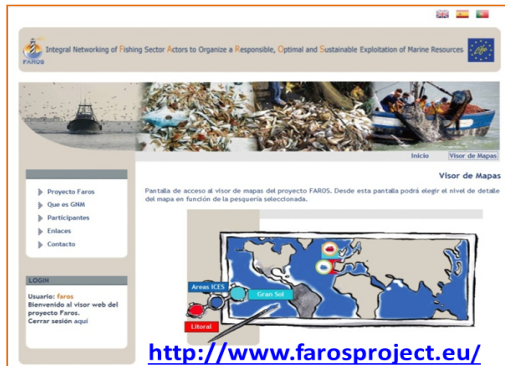 Integral Networking of Fishing Sector Actors to Organize a Responsible, Optimal and Sustainable Exploitation of Marine Resources
FAROS
Inicio Visor de Mapas
Visor de Mapas
Pantalla de acceso al visor de mapas del proyecto FAROS. Desde esta pantalla podrá elegir el nivel de detalle
del mapa en función de la pesquería seleccionada.
Proyecto Faros
Que es GNM
Participantes
Enlaces
Contacto
LOGIN
Usuario: faros
Bienvenido al visor web del
proyecto Faros.
Cerrar sesión aquí
Areas ICES
Gran Sol
Litoral
http://www.farosproject.eu/